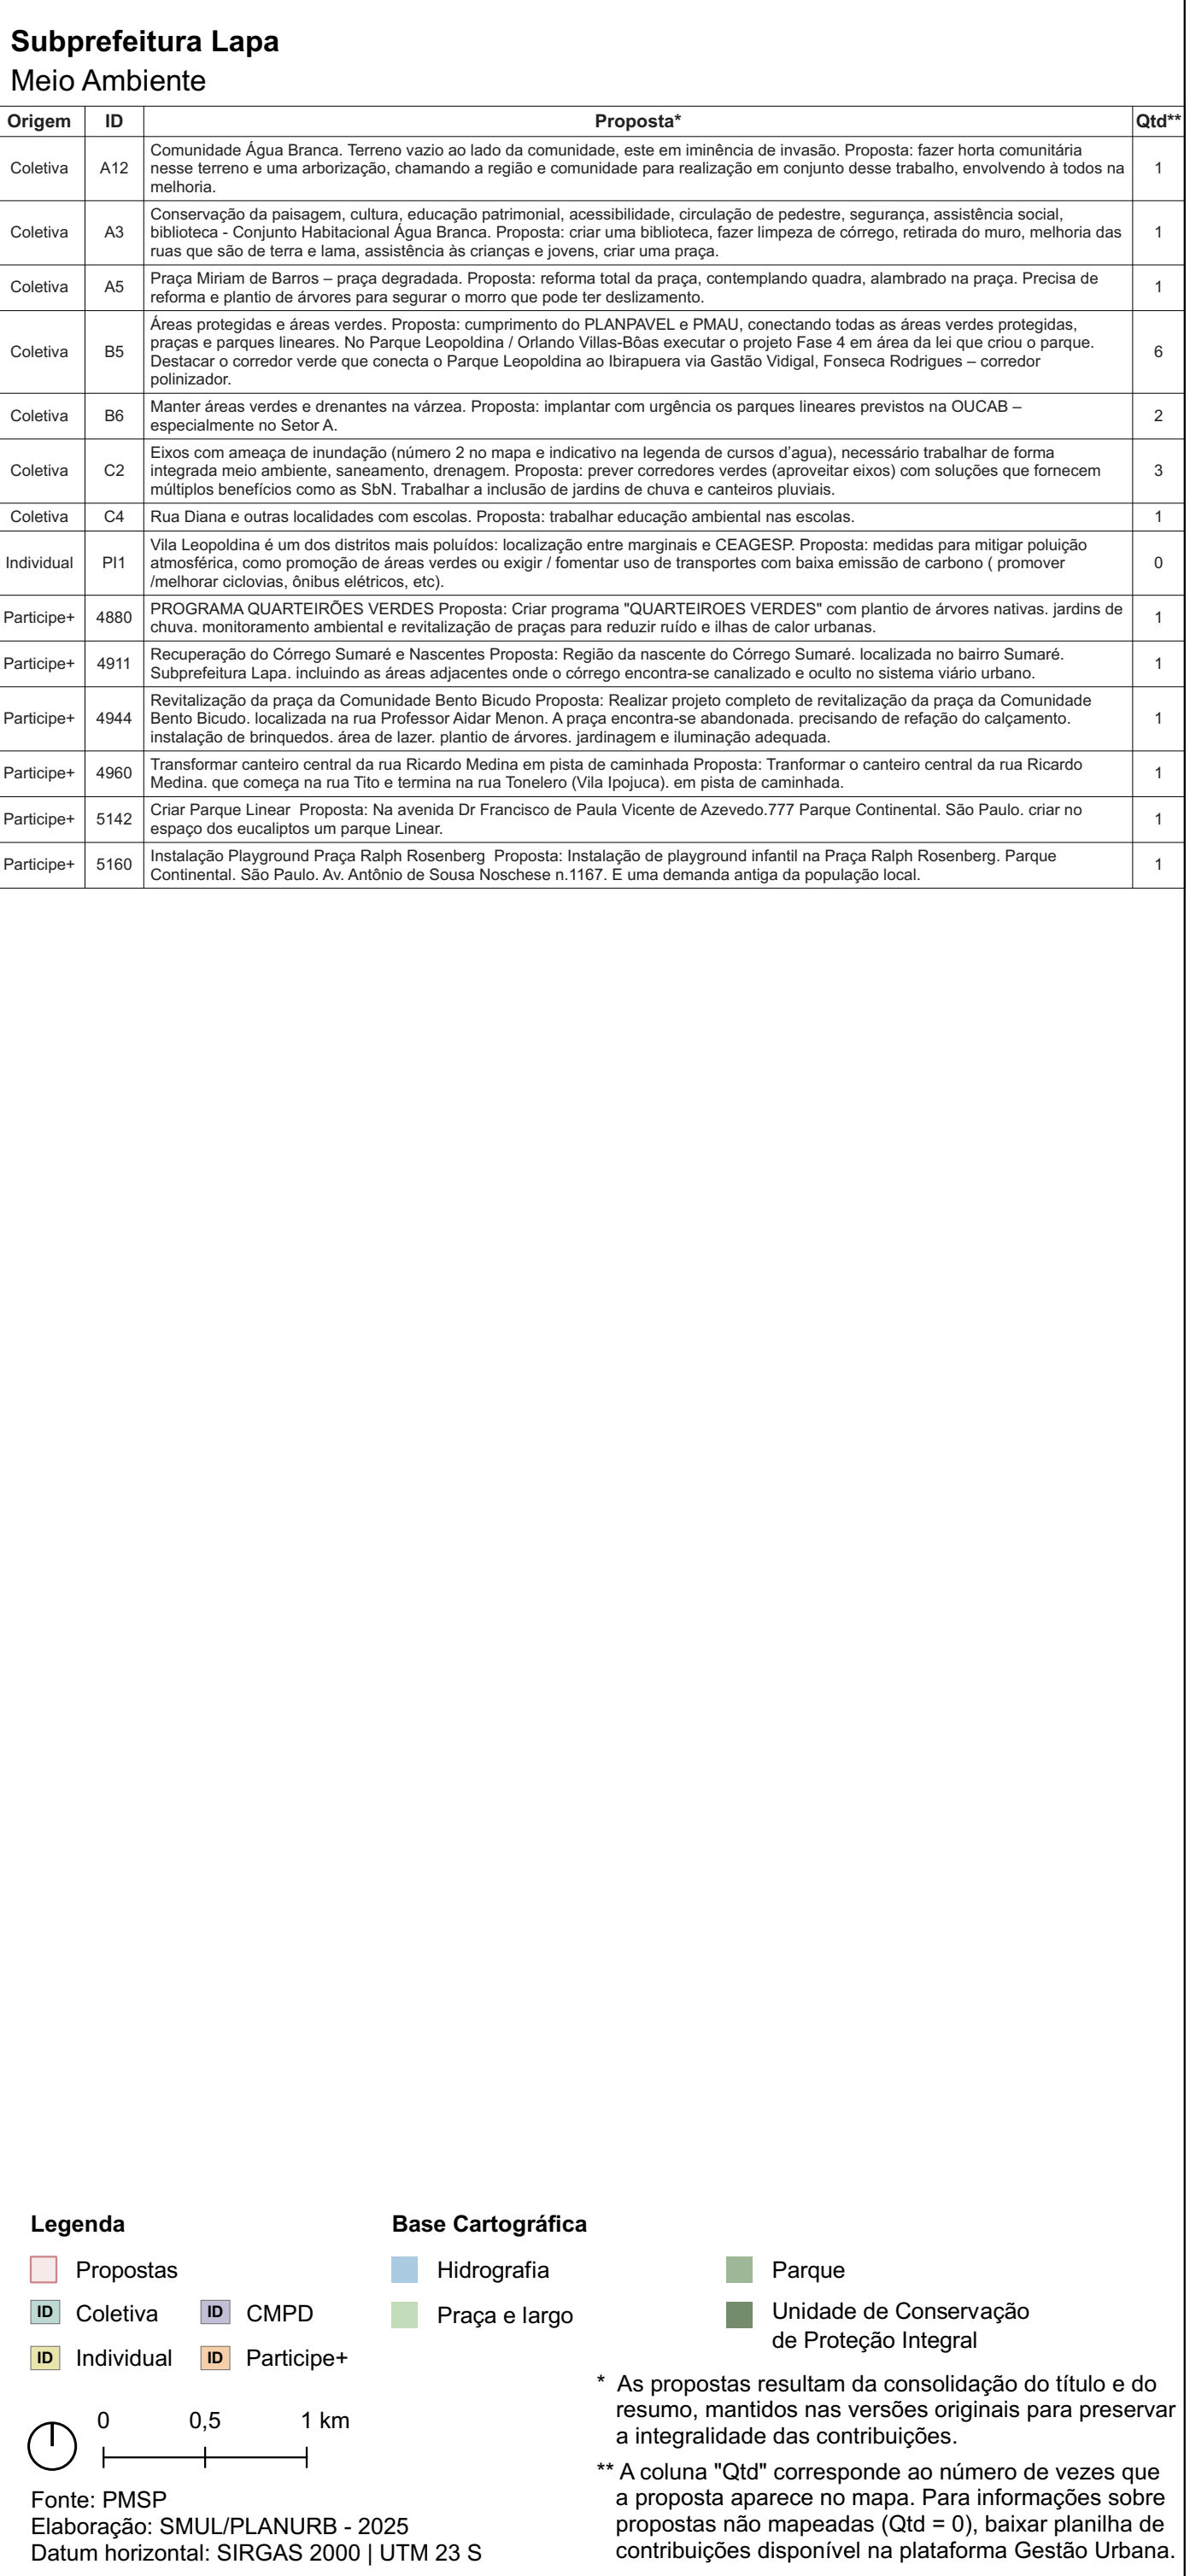 Subprefeitura Lapa
Meio Ambiente
Origem ID Proposta* Qtd**
Coletiva A12 Comunidade Água Branca. Terreno vazio ao lado da comunidade, este em iminência de invasão. Proposta: fazer horta comunitária
nesse terreno e uma arborização, chamando a região e comunidade para realização em conjunto desse trabalho, envolvendo à todos na
melhoria. 1
Coletiva A3 Conservação da paisagem, cultura, educação patrimonial, acessibilidade, circulação de pedestre, segurança, assistência social,
biblioteca - Conjunto Habitacional Água Branca. Proposta: criar uma biblioteca, fazer limpeza de córrego, retirada do muro, melhoria das
ruas que são de terra e lama, assistência às crianças e jovens, criar uma praça. 1
Coletiva A5 Praça Miriam de Barros – praça degradada. Proposta: reforma total da praça, contemplando quadra, alambrado na praça. Precisa de
reforma e plantio de árvores para segurar o morro que pode ter deslizamento. 1
Coletiva B5 Áreas protegidas e áreas verdes. Proposta: cumprimento do PLANPAVEL e PMAU, conectando todas as áreas verdes protegidas,
praças e parques lineares. No Parque Leopoldina / Orlando Villas-Bôas executar o projeto Fase 4 em área da lei que criou o parque.
Destacar o corredor verde que conecta o Parque Leopoldina ao Ibirapuera via Gastão Vidigal, Fonseca Rodrigues – corredor
polinizador. 6
Coletiva B6 Manter áreas verdes e drenantes na várzea. Proposta: implantar com urgência os parques lineares previstos na OUCAB –
especialmente no Setor A. 2
Coletiva C2 Eixos com ameaça de inundação (número 2 no mapa e indicativo na legenda de cursos d'agua), necessário trabalhar de forma
integrada meio ambiente, saneamento, drenagem. Proposta: prever corredores verdes (aproveitar eixos) com soluções que fornecem
múltiplos benefícios como as SbN. Trabalhar a inclusão de jardins de chuva e canteiros pluviais. 3
Coletiva C4 Rua Diana e outras localidades com escolas. Proposta: trabalhar educação ambiental nas escolas. 1
Individual PI1 Vila Leopoldina é um dos distritos mais poluídos: localização entre marginais e CEAGESP. Proposta: medidas para mitigar poluição
atmosférica, como promoção de áreas verdes ou exigir / fomentar uso de transportes com baixa emissão de carbono ( promover
/melhorar ciclovias, ônibus elétricos, etc). 0
Participe+ 4880 PROGRAMA QUARTEIRÕES VERDES Proposta: Criar programa "QUARTEIROES VERDES" com plantio de árvores nativas. jardins de
chuva. monitoramento ambiental e revitalização de praças para reduzir ruído e ilhas de calor urbanas. 1
Participe+ 4911 Recuperação do Córrego Sumaré e Nascentes Proposta: Região da nascente do Córrego Sumaré. localizada no bairro Sumaré.
Subprefeitura Lapa. incluindo as áreas adjacentes onde o córrego encontra-se canalizado e oculto no sistema viário urbano. 1
Participe+ 4944 Revitalização da praça da Comunidade Bento Bicudo Proposta: Realizar projeto completo de revitalização da praça da Comunidade
Bento Bicudo. localizada na rua Professor Aidar Menon. A praça encontra-se abandonada. precisando de refação do calçamento.
instalação de brinquedos. área de lazer. plantio de árvores. jardinagem e iluminação adequada. 1
Participe+ 4960 Transformar canteiro central da rua Ricardo Medina em pista de caminhada Proposta: Tranformar o canteiro central da rua Ricardo
Medina. que começa na rua Tito e termina na rua Tonelero (Vila Ipojuca). em pista de caminhada. 1
Participe+ 5142 Criar Parque Linear Proposta: Na avenida Dr Francisco de Paula Vicente de Azevedo.777 Parque Continental. São Paulo. criar no
espaço dos eucaliptos um parque Linear. 1
Participe+ 5160 Instalação Playground Praça Ralph Rosenberg Proposta: Instalação de playground infantil na Praça Ralph Rosenberg. Parque
Continental. São Paulo. Av. Antônio de Sousa Noschese n.1167. E uma demanda antiga da população local. 1
Legenda
Propostas
ID Coletiva ID CMPD
ID Individual ID Participe+
Base Cartográfica
Hidrografia Parque
Praça e largo Unidade de Conservação
de Proteção Integral
0 0,5 1 km
Fonte: PMSP
Elaboração: SMUL/PLANURB - 2025
Datum horizontal: SIRGAS 2000 | UTM 23 S
* As propostas resultam da consolidação do título e do
resumo, mantidos nas versões originais para preservar
a integralidade das contribuições.
** A coluna "Qtd" corresponde ao número de vezes que
a proposta aparece no mapa. Para informações sobre
propostas não mapeadas (Qtd = 0), baixar planilha de
contribuições disponível na plataforma Gestão Urbana.